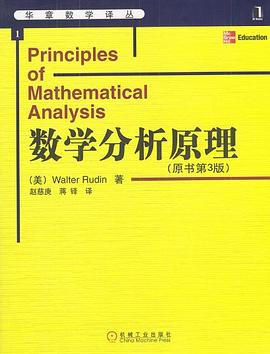 华章数学译丛
1
Principles
of
Mathematical
Analysis
Mc
Graw
Hill
Education
数学分析原理
(原书第3版)
(美) Walter Rudin 著
赵慈庚 蒋铎 译
机械工业出版社
China Machine Press